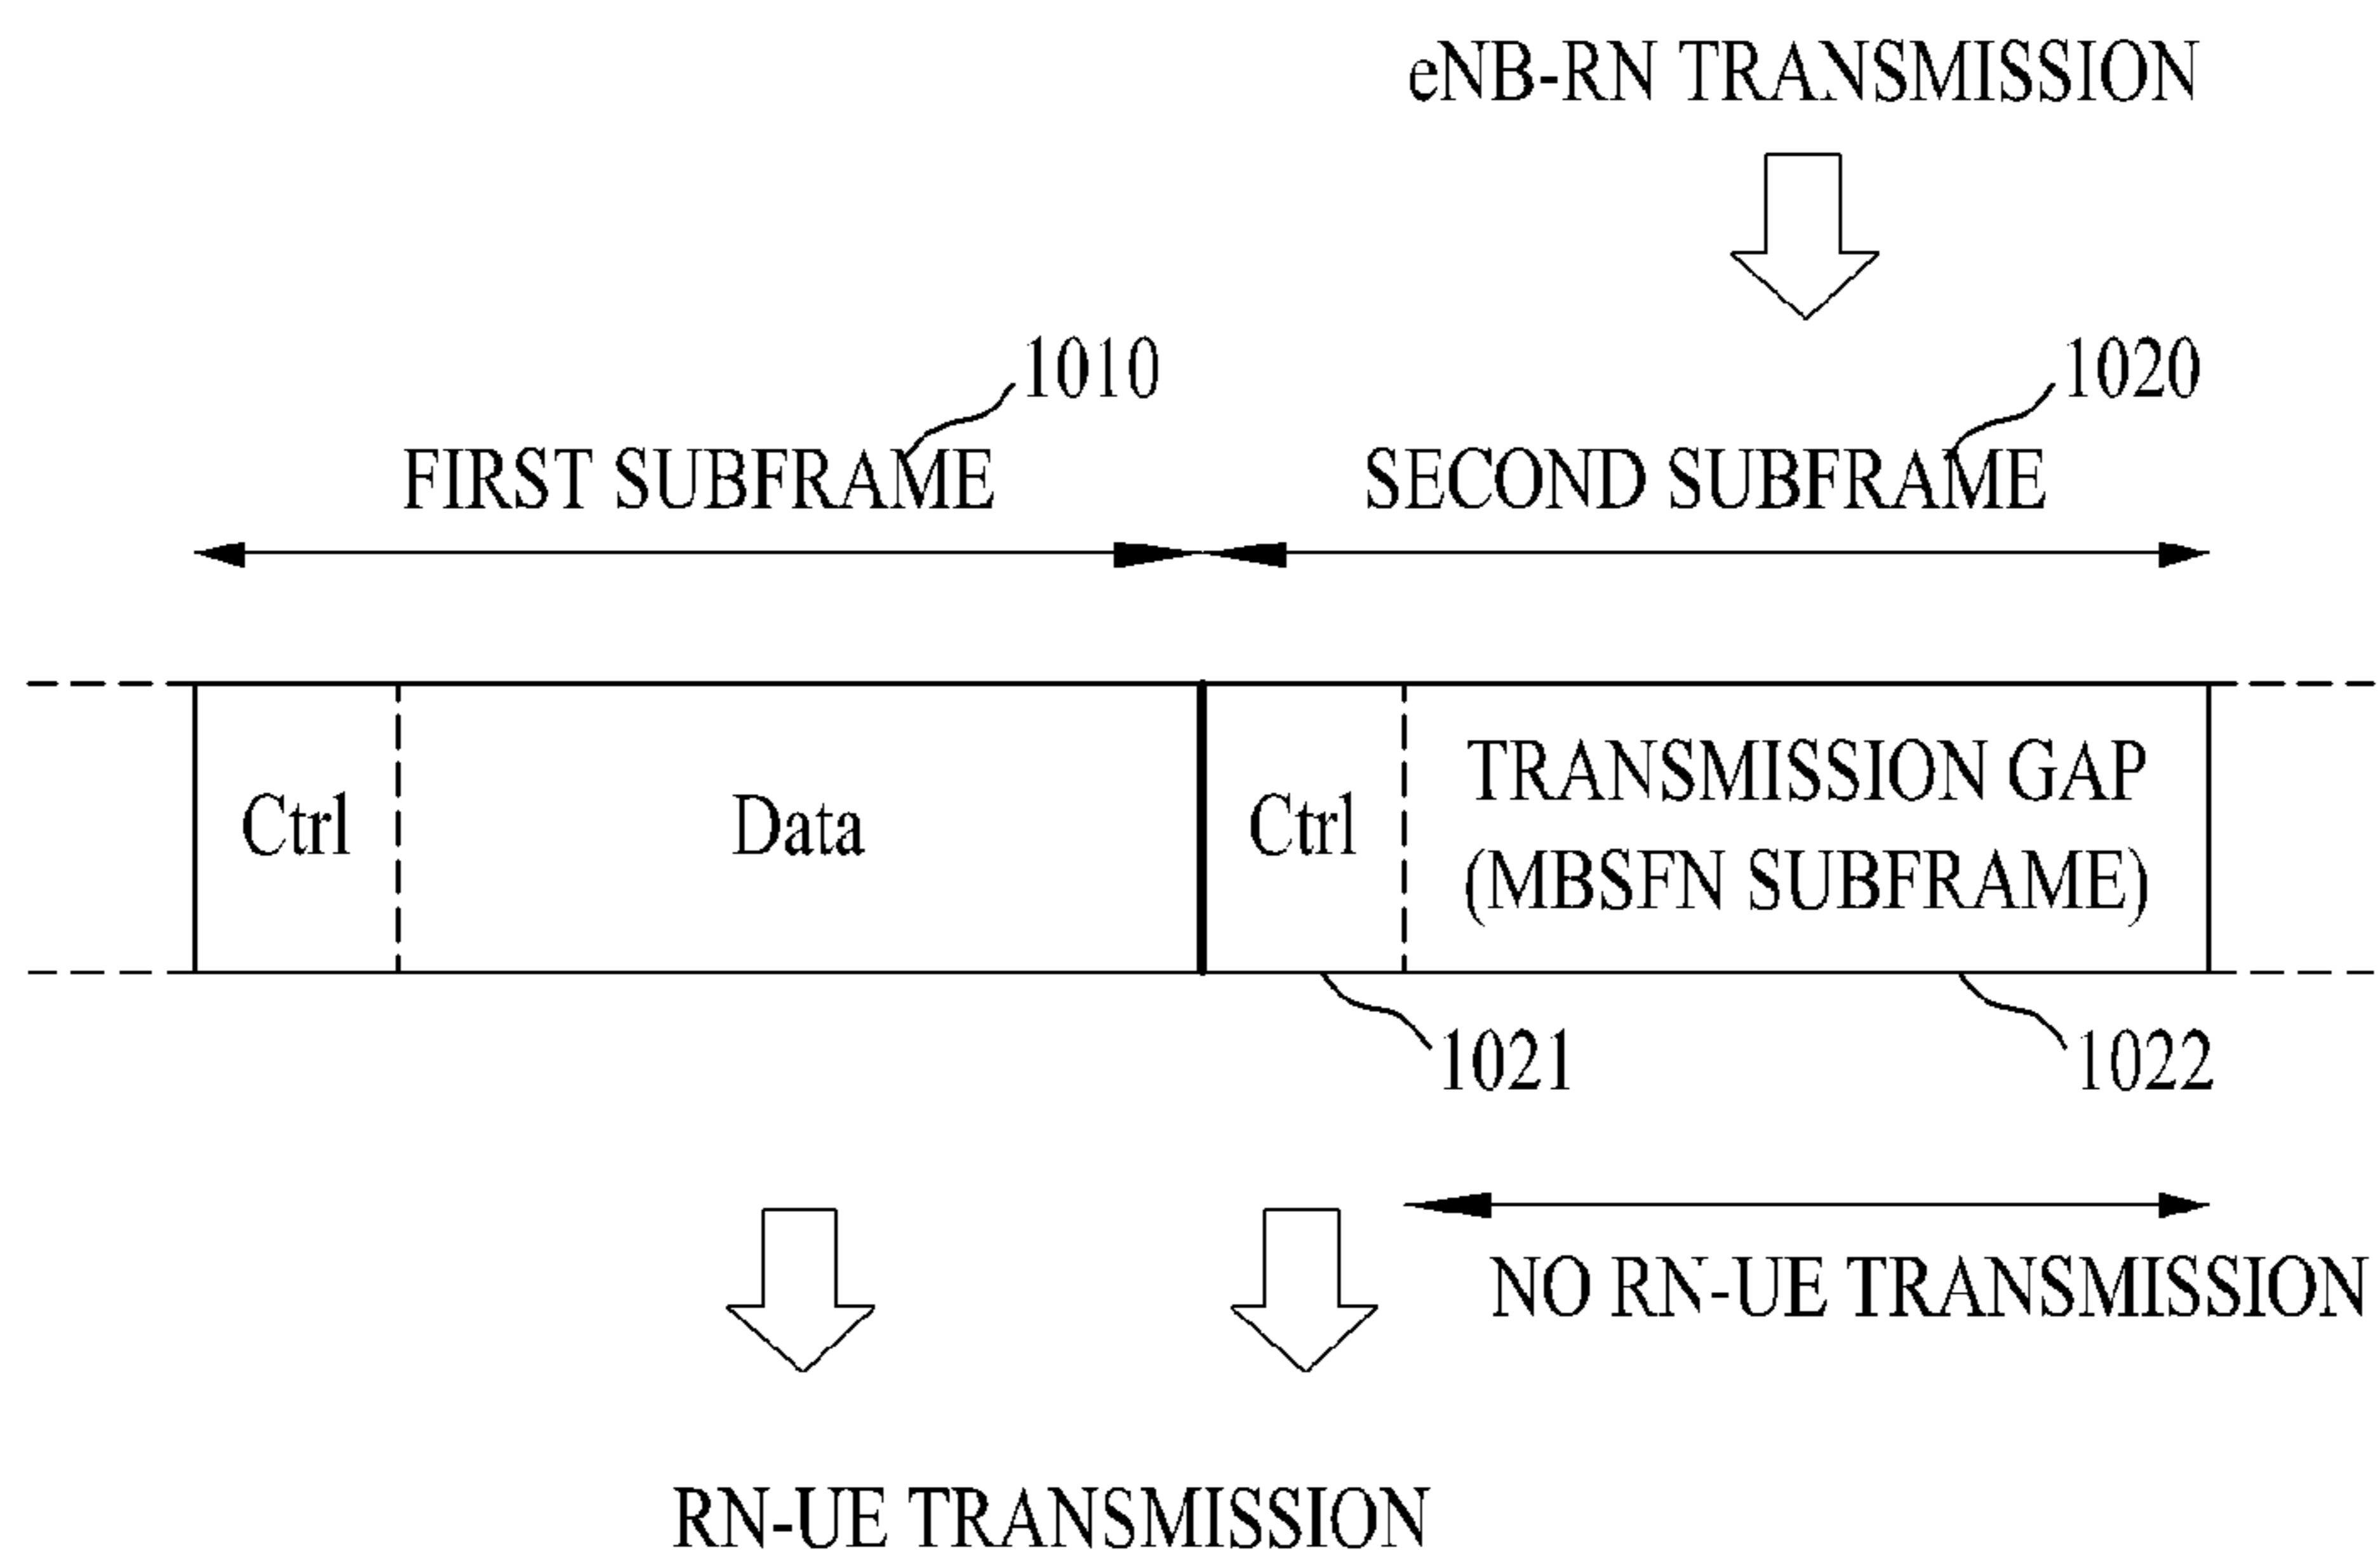 eNB-RN TRANSMISSION
1010
1020
FIRST SUBFRAME
SECOND SUBFRAME
Ctrl
Data
Ctrl
TRANSMISSION GAP
(MBSFN SUBFRAME)
1021
1022
NO RN-UE TRANSMISSION
RN-UE TRANSMISSION